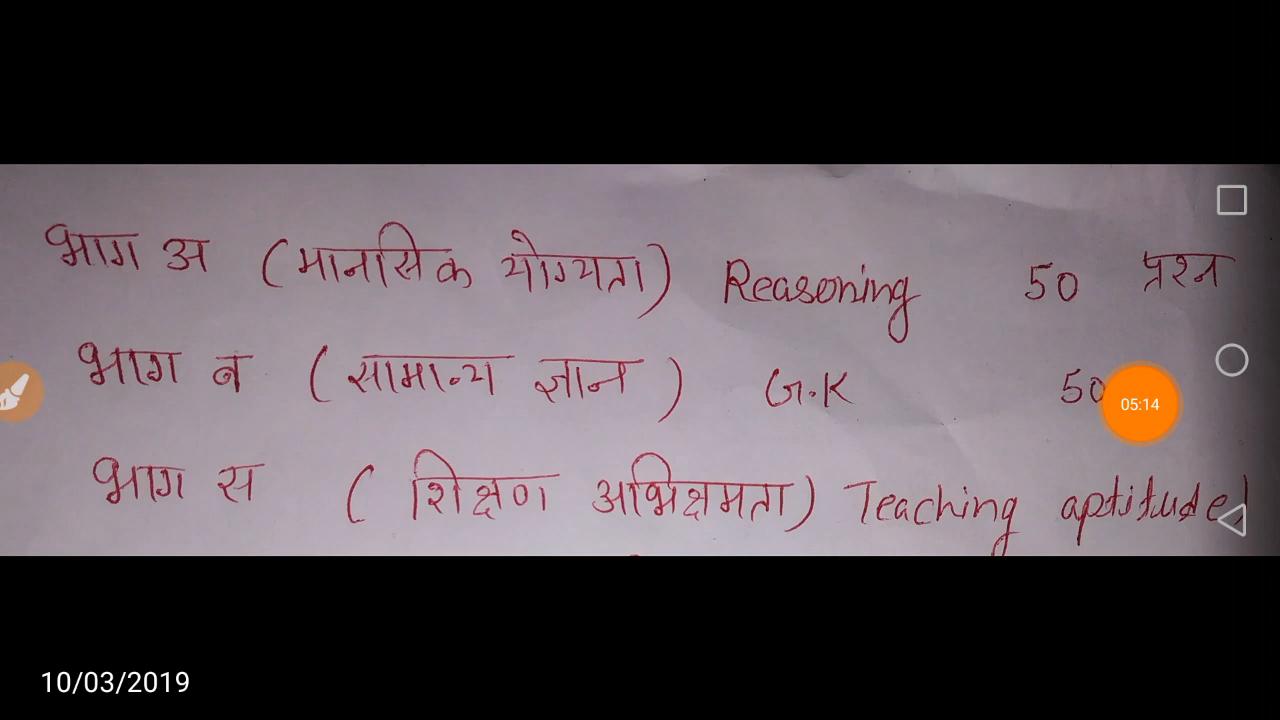 भाग अ (मानसिक योग्यता) Reasoning 50 प्रश्न
भाग ब (सामान्य ज्ञान) G.K 50
05:14
भाग स (शिक्षण अभिक्षमता) Teaching aptitude
10/03/2019